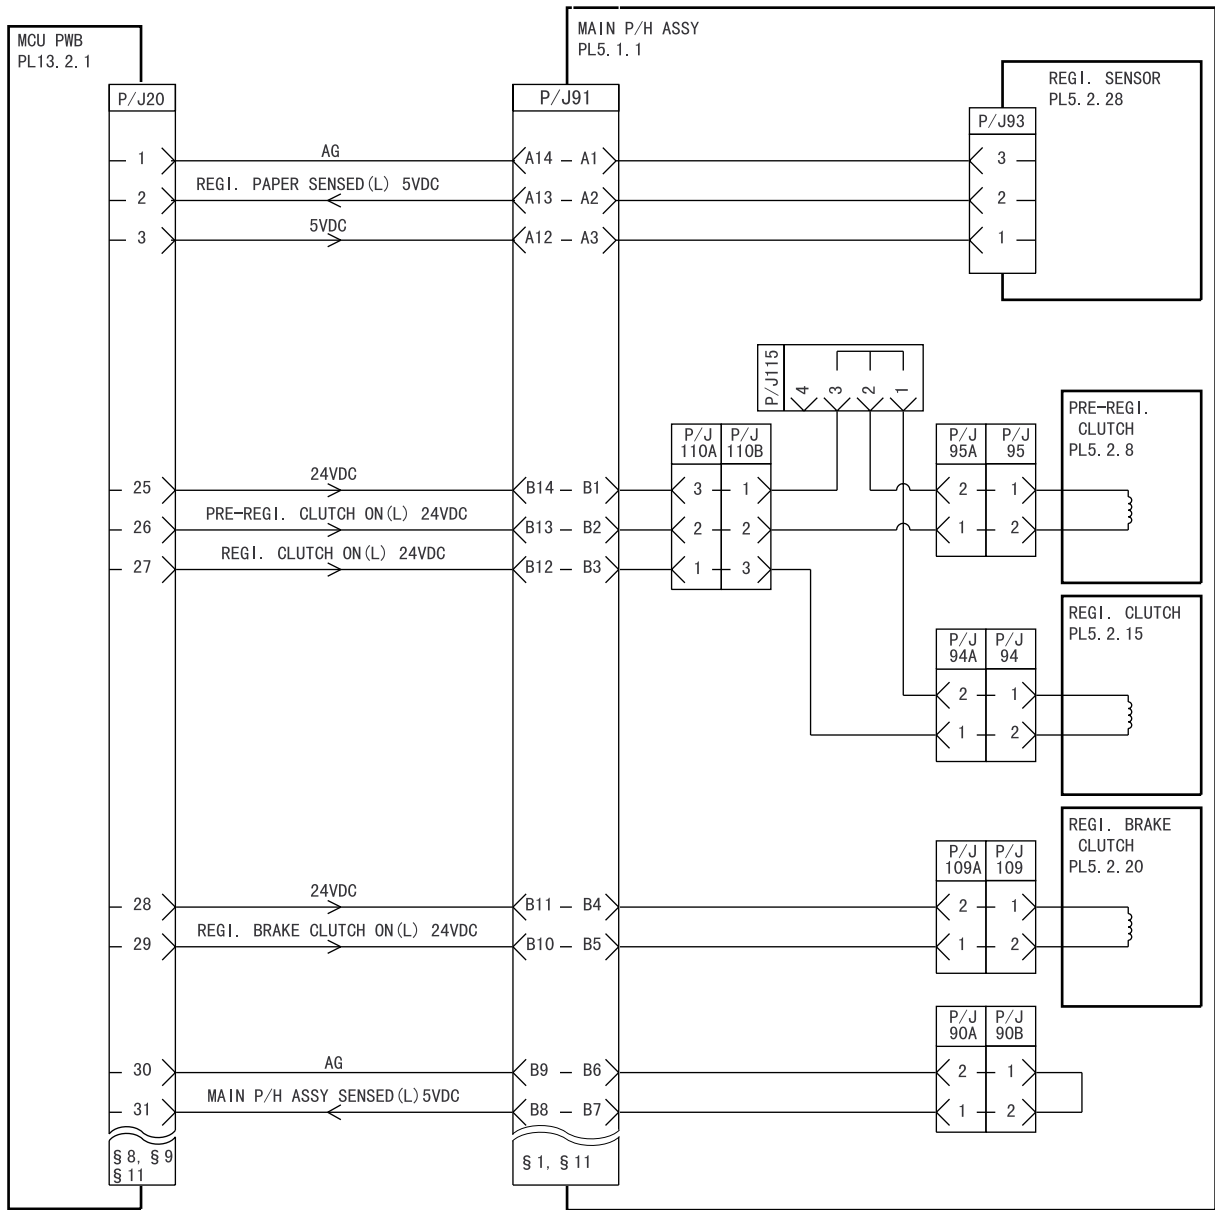 MCU PWB
PL13.2.1
MAIN P/H ASSY
PL5.1.1
REGI. SENSOR
PL5.2.28
P/J20
P/J91
P/J93
1 AG A14 – A1 3
2 REGI. PAPER SENSED(L) 5VDC A13 – A2 2
3 5VDC A12 – A3 1
P/J115
4 3 2 1
PRE-REGI.
CLUTCH
PL5.2.8
P/J P/J
110A 110B
P/J P/J
95A 95
25 24VDC B14 – B1 3 – 1 2 – 1
26 PRE-REGI. CLUTCH ON(L) 24VDC B13 – B2 2 – 2 1 – 2
27 REGI. CLUTCH ON(L) 24VDC B12 – B3 1 – 3
REGI. CLUTCH
PL5.2.15
P/J P/J
94A 94
2 – 1
1 – 2
REGI. BRAKE
CLUTCH
PL5.2.20
P/J P/J
109A 109
28 24VDC B11 – B4 2 – 1
29 REGI. BRAKE CLUTCH ON(L) 24VDC B10 – B5 1 – 2
P/J P/J
90A 90B
30 AG B9 – B6 2 – 1
31 MAIN P/H ASSY SENSED(L)5VDC B8 – B7 1 – 2
§8, §9
§11
§1, §11